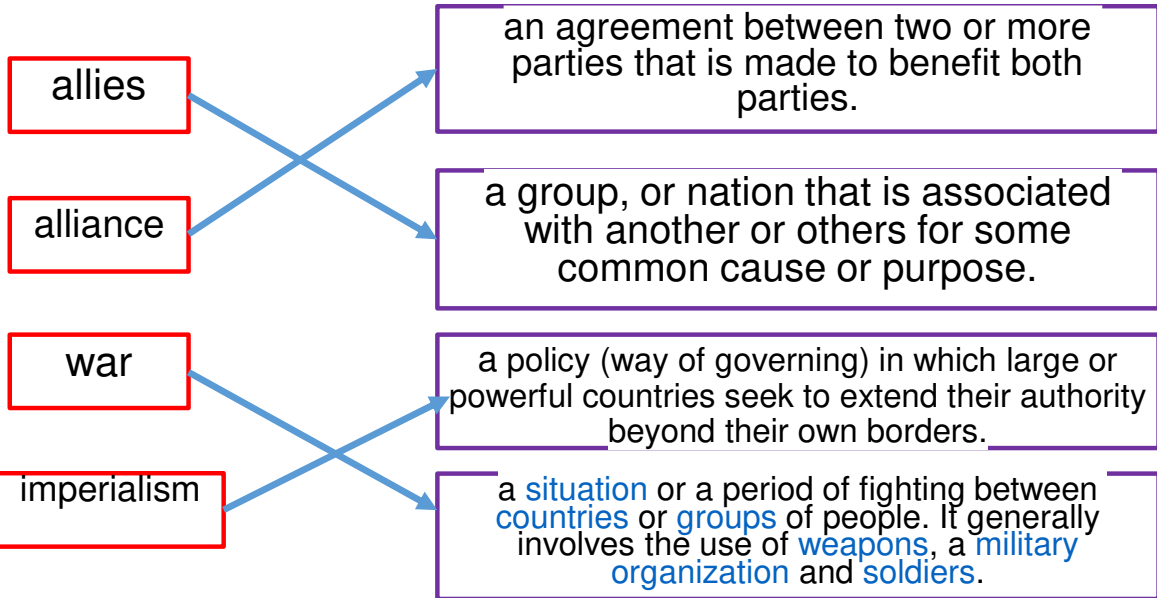 allies
alliance
war
imperialism
an agreement between two or more
parties that is made to benefit both
parties.
a group, or nation that is associated
with another or others for some
common cause or purpose.
a policy (way of governing) in which large or
powerful countries seek to extend their authority
beyond their own borders.
a situation or a period of fighting between
countries or groups of people. It generally
involves the use of weapons, a military
organization and soldiers.